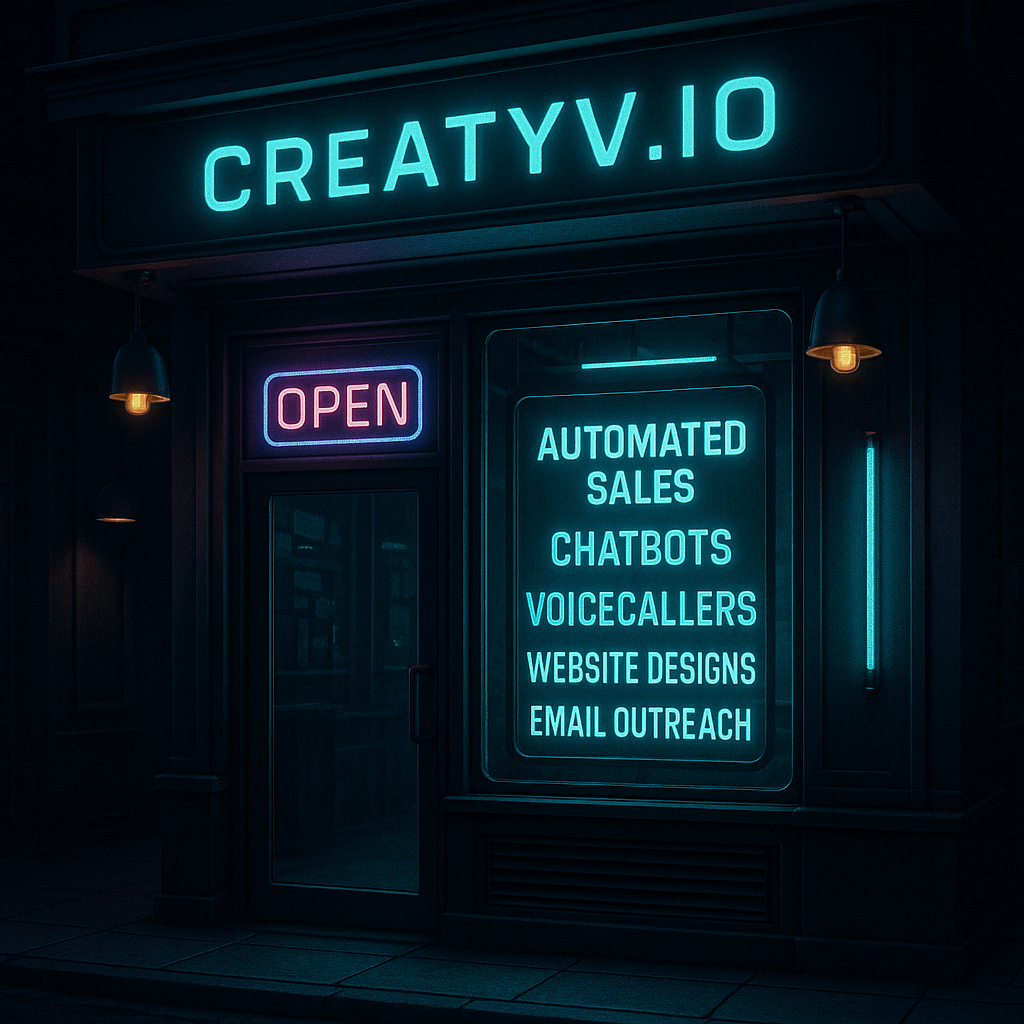 CREATYV.IO
OPEN
AUTOMATED
SALES
CHATBOTS
VOICECALLERS
WEBSITE DESIGNS
EMAIL OUTREACH